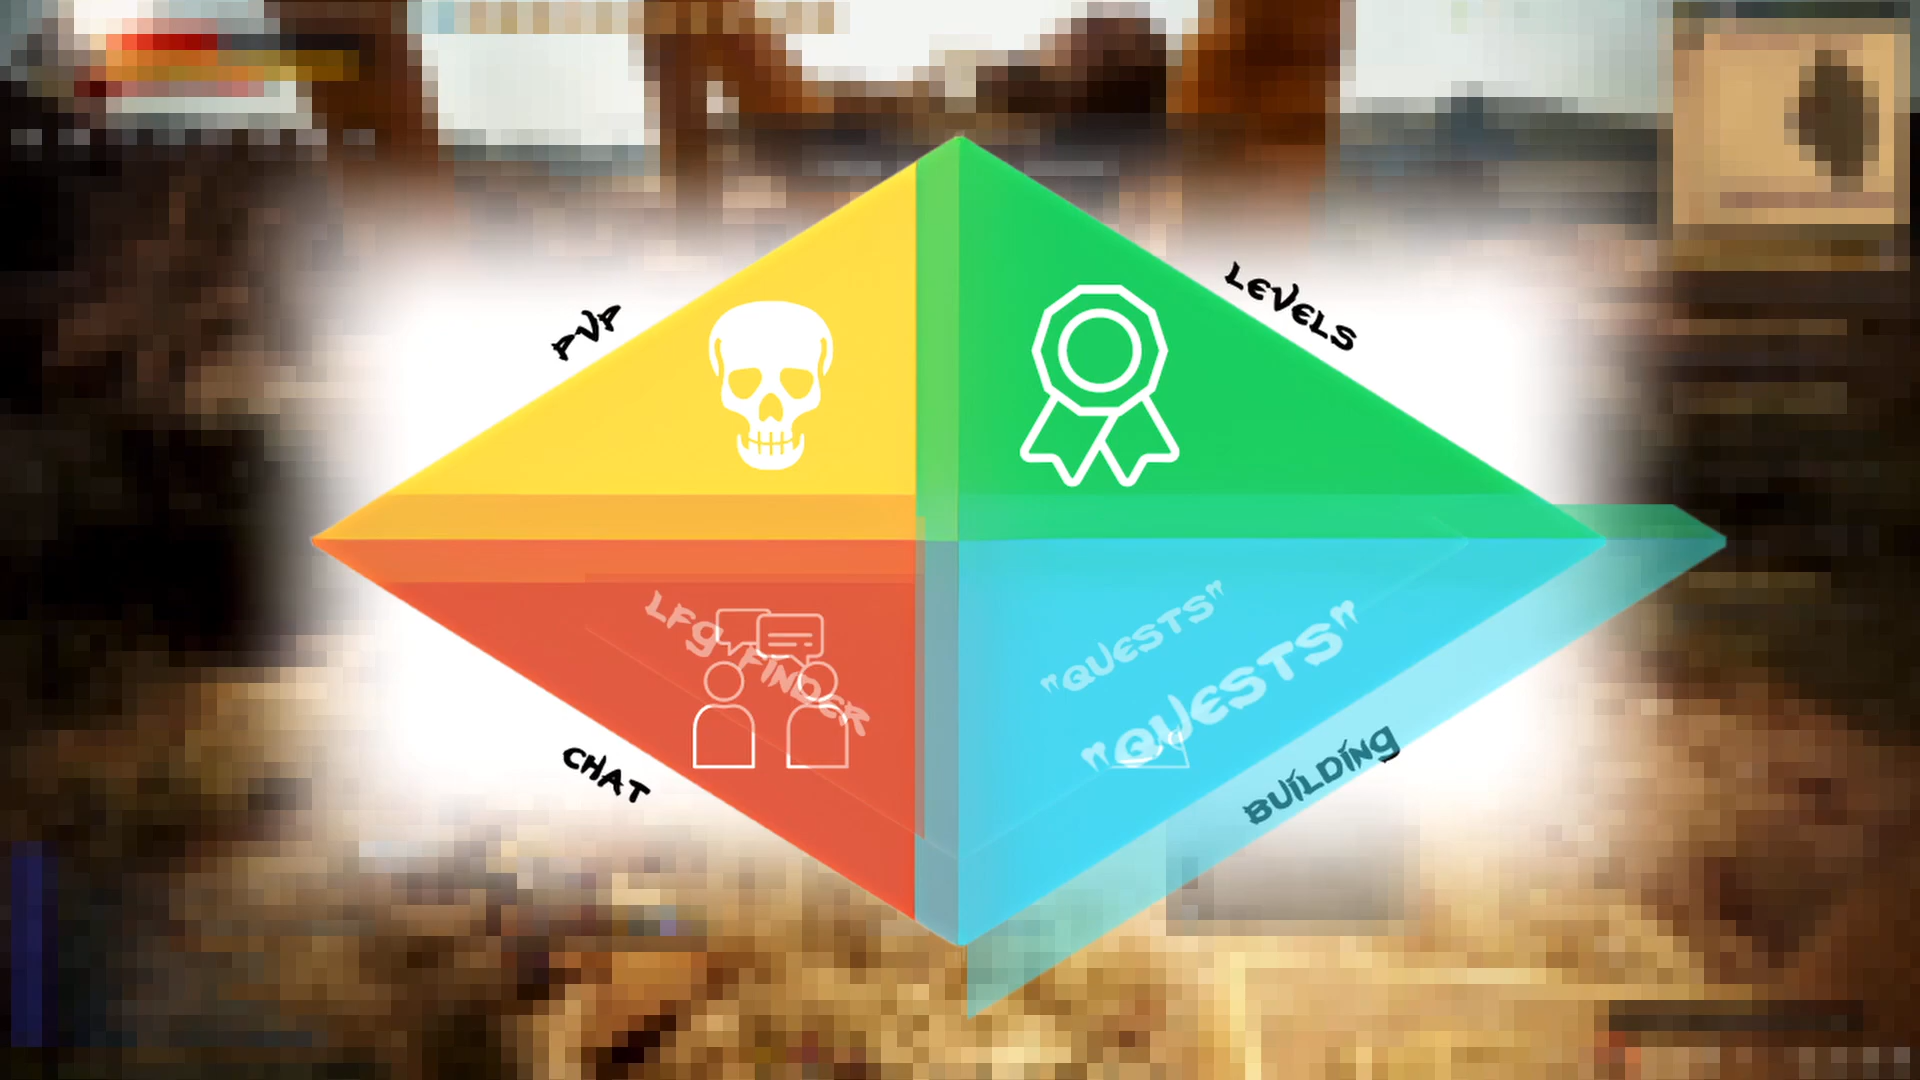 PVP
LEVELS
LFG FINDER
"QUESTS"
"QUESTS"
CHAT
BUILDING